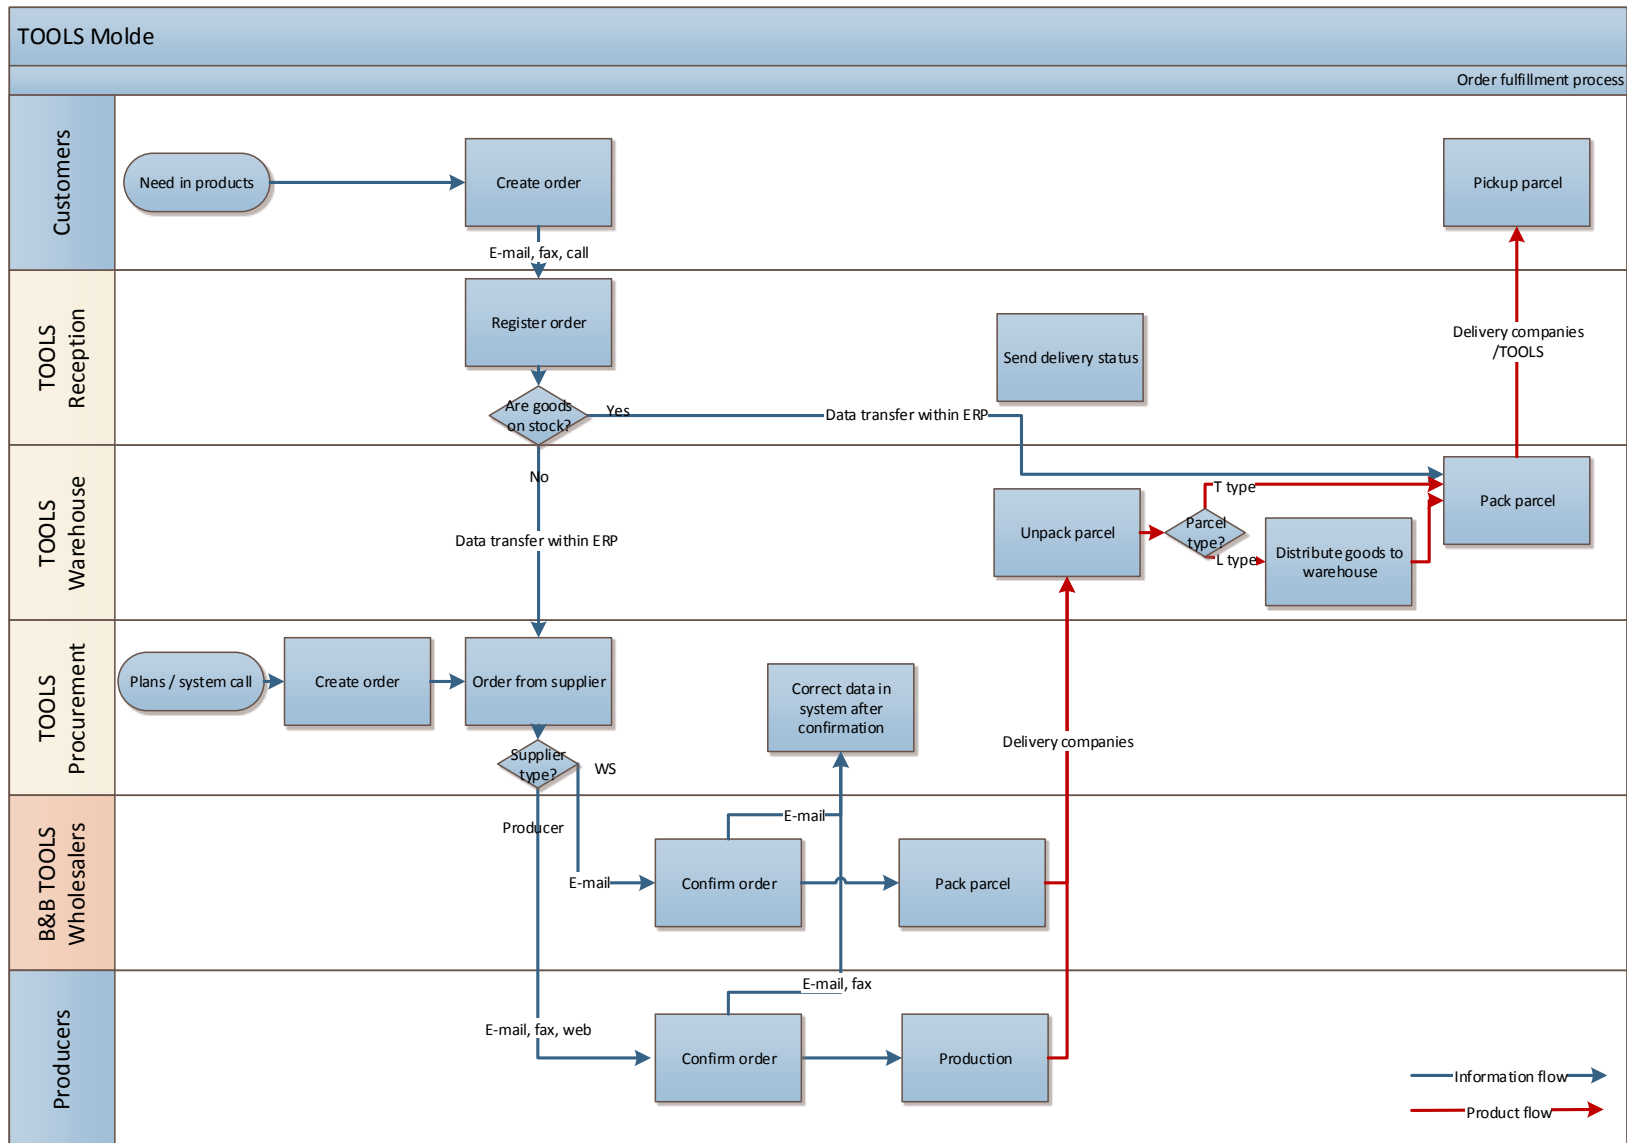 TOOLS Molde
Order fulfillment process
Customers
Need in products
Create order
Pickup parcel
E-mail, fax, call
TOOLS
Reception
Register order
Send delivery status
Delivery companies
/TOOLS
Are goods
on stock?
Yes
Data transfer within ERP
TOOLS
Warehouse
No
Data transfer within ERP
Unpack parcel
Parcel
type?
T type
L type
Distribute goods to
warehouse
Pack parcel
TOOLS
Procurement
Plans / system call
Create order
Order from supplier
Correct data in
system after
confirmation
Delivery companies
Supplier
type?
WS
B&B TOOLS
Wholesalers
Producer
E-mail
E-mail
Confirm order
Pack parcel
Producers
E-mail, fax
E-mail, fax, web
Confirm order
Production
Information flow
Product flow